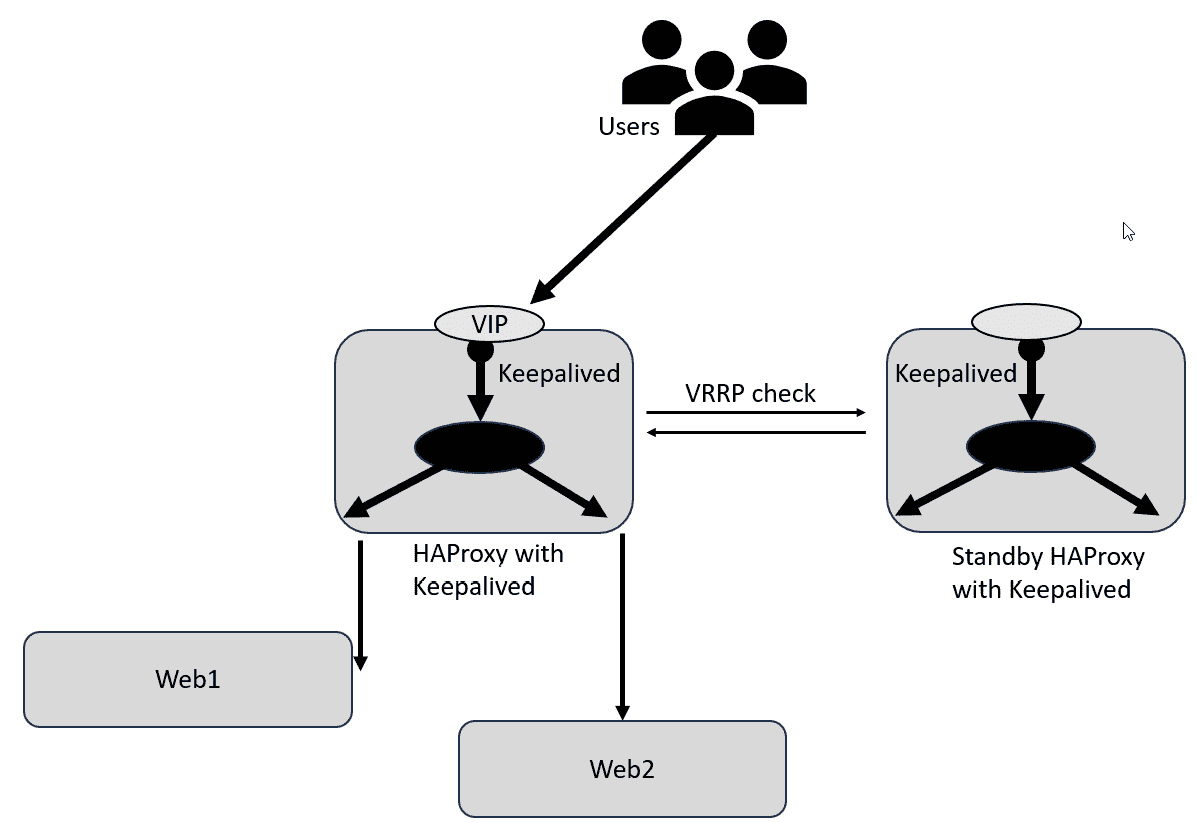 Users
VIP
Keepalived
VRRP check
Keepalived
HAProxy with
Keepalived
Standby HAProxy
with Keepalived
Web1
Web2